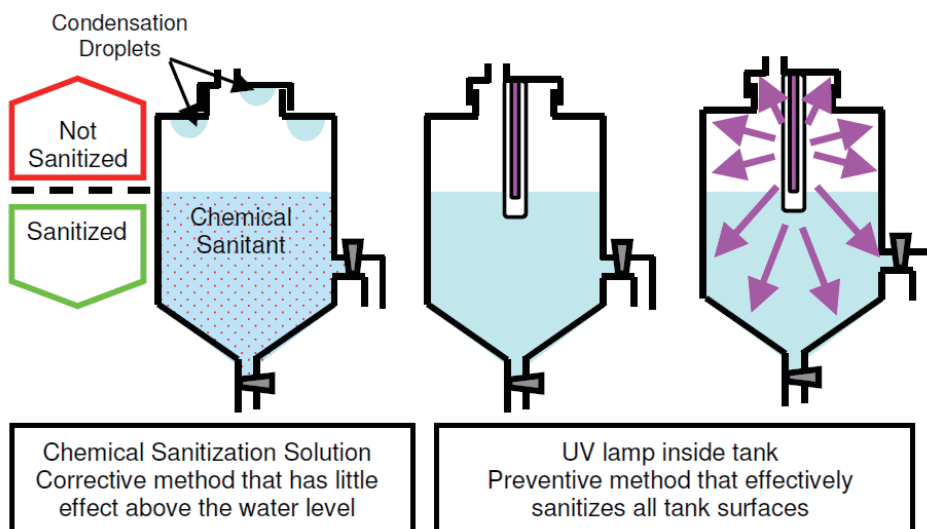 Condensation
Droplets
Not
Sanitized
Sanitized
Chemical
Sanitant
Chemical Sanitization Solution
Corrective method that has little
effect above the water level
UV lamp inside tank
Preventive method that effectively
sanitizes all tank surfaces